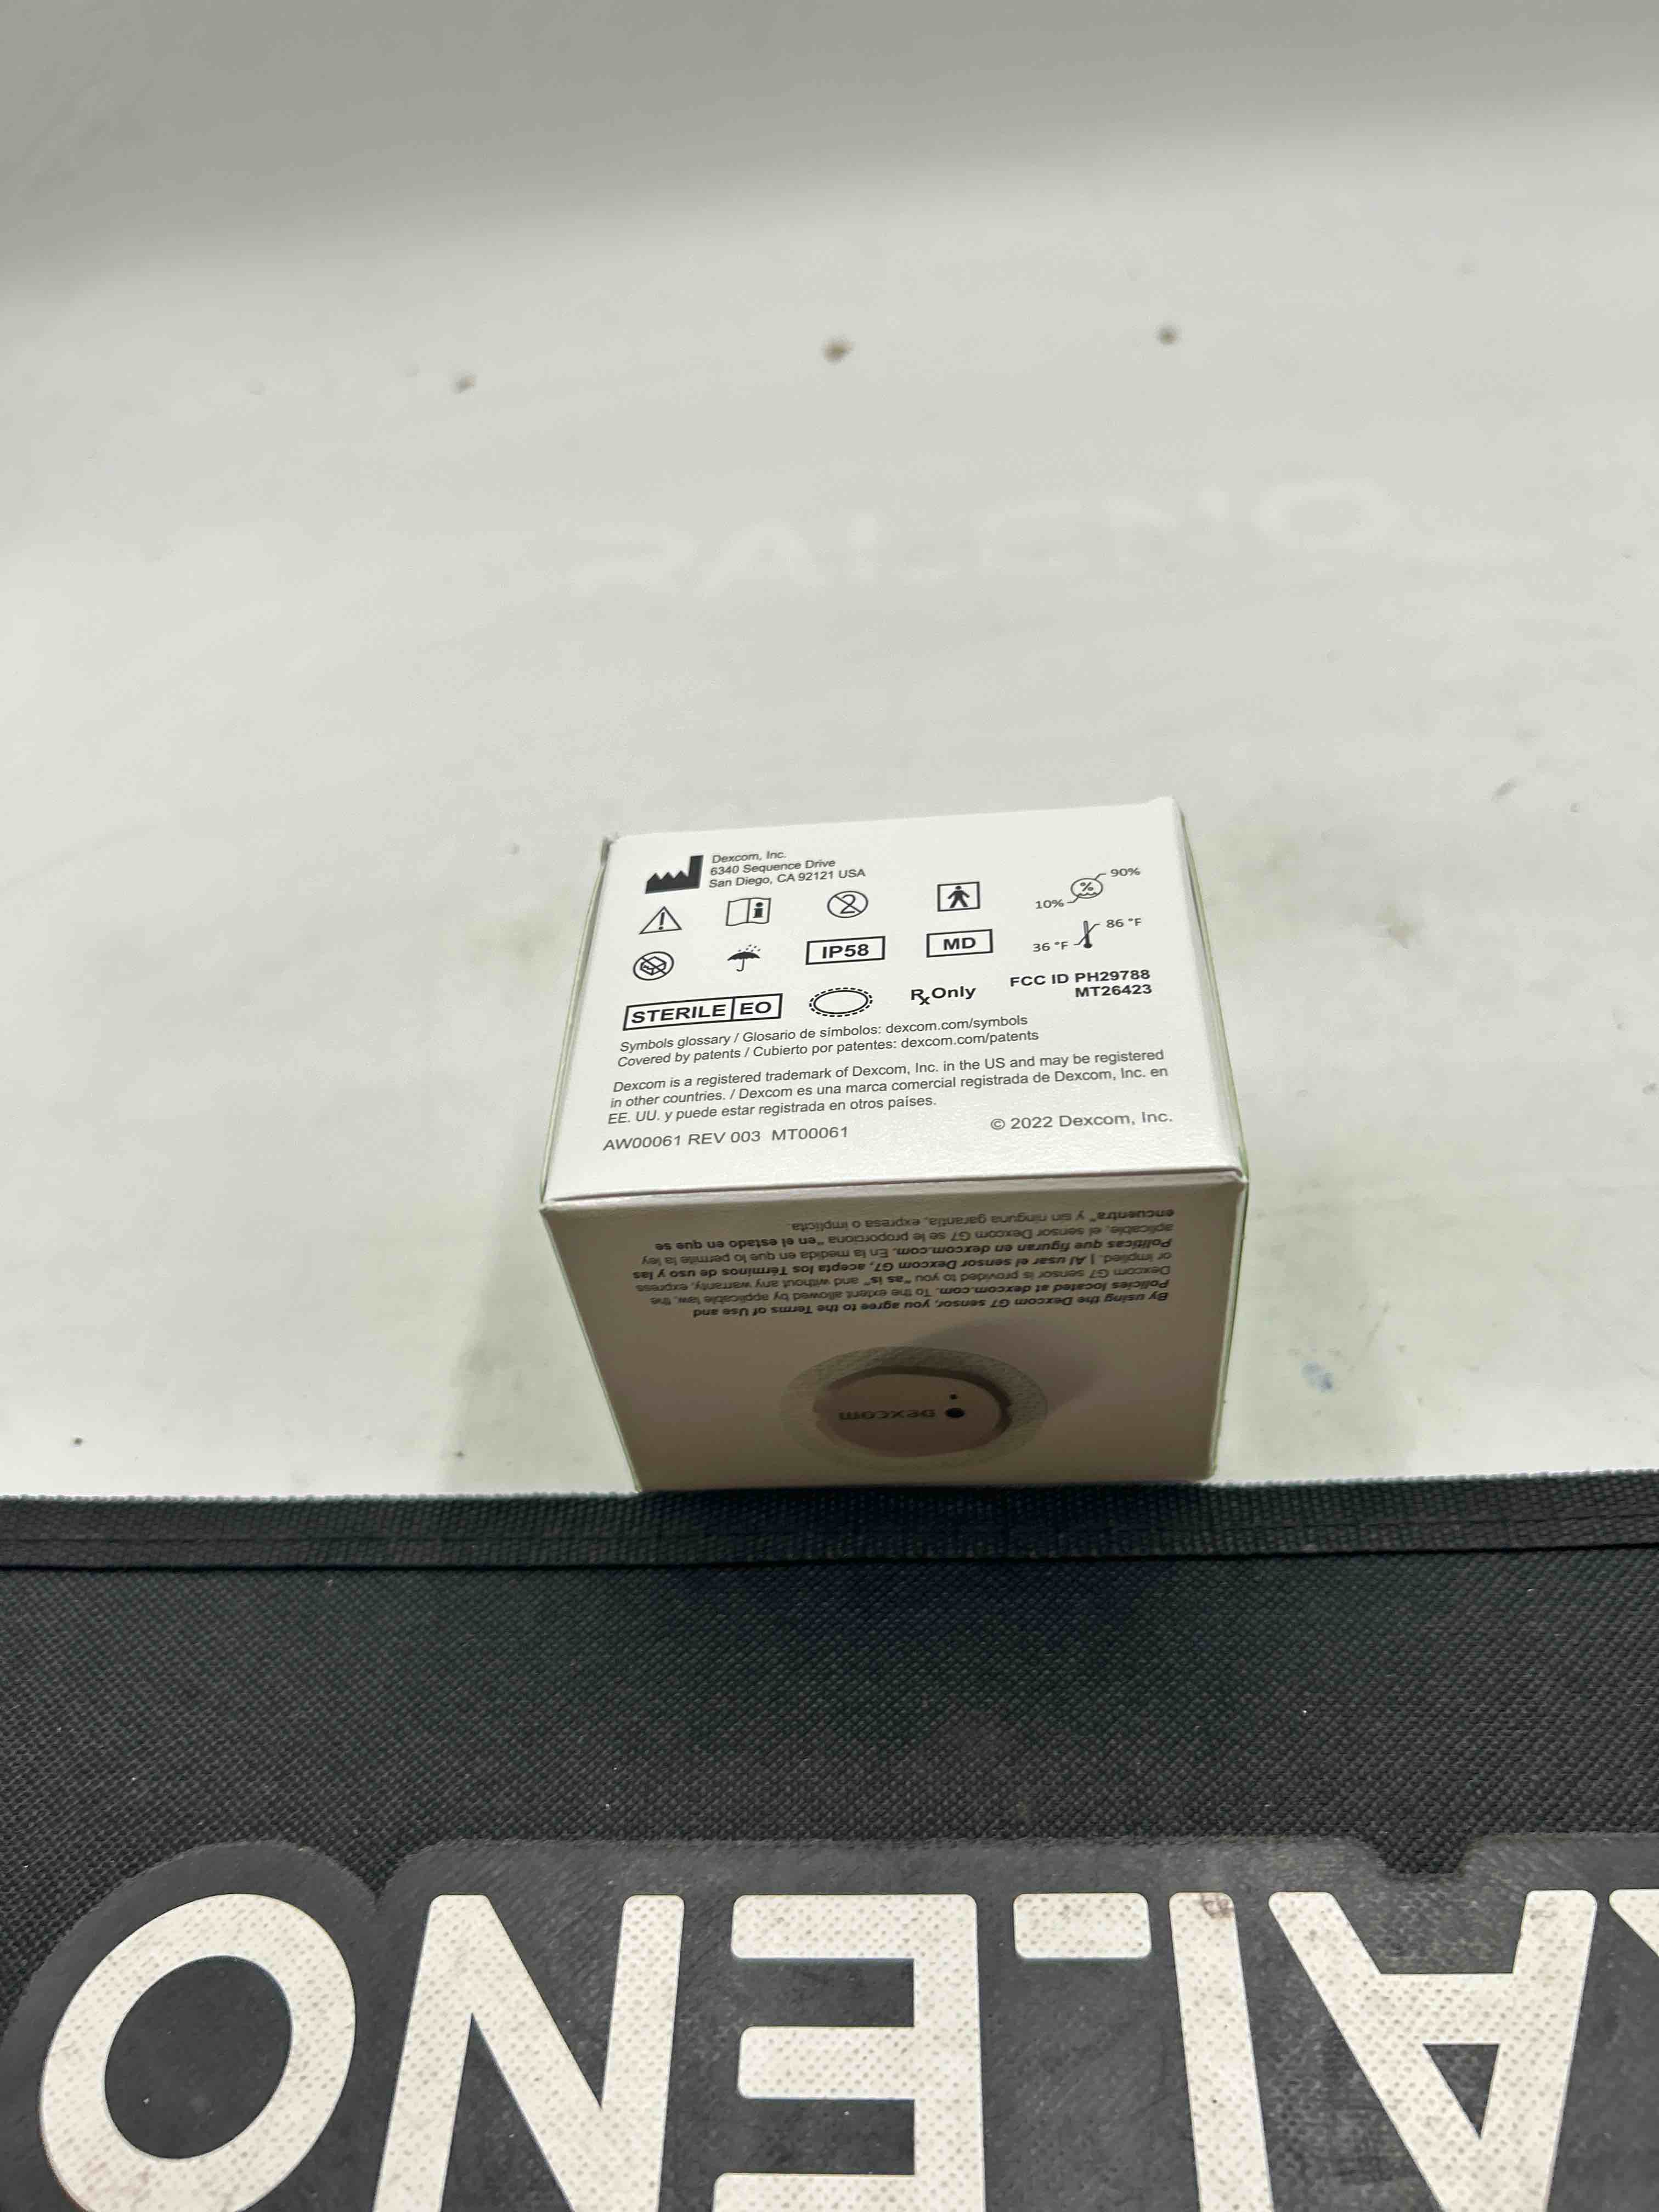 Dexcom, Inc.
6340 Sequence Drive
San Diego, CA 92121 USA
90%
%
10%
86 °F
36 °F
IP58
MD
STERILE EO
Rx Only
FCC ID PH29788
MT26423
Symbols glossary / Glosario de símbolos: dexcom.com/symbols
Covered by patents / Cubierto por patentes: dexcom.com/patents
Dexcom is a registered trademark of Dexcom, Inc. in the US and may be registered
in other countries. / Dexcom es una marca comercial registrada de Dexcom, Inc. en
EE. UU. y puede estar registrada en otros países.
AW00061 REV 003 MT00061
© 2022 Dexcom, Inc.
By using the Dexcom G7 sensor, you agree to the Terms of Use and
Policies located at dexcom.com. To the extent allowed by applicable law, the
Dexcom G7 sensor is provided to you "as is" and without any warranty, express
or implied. | Al usar el sensor Dexcom G7, acepta los Términos de uso y las
Políticas que figuran en dexcom.com. En la medida en que lo permite la ley
aplicable, el sensor Dexcom G7 se le proporciona "en el estado en que se
encuentra" y sin ninguna garantía, expresa o implícita.
Dexcom